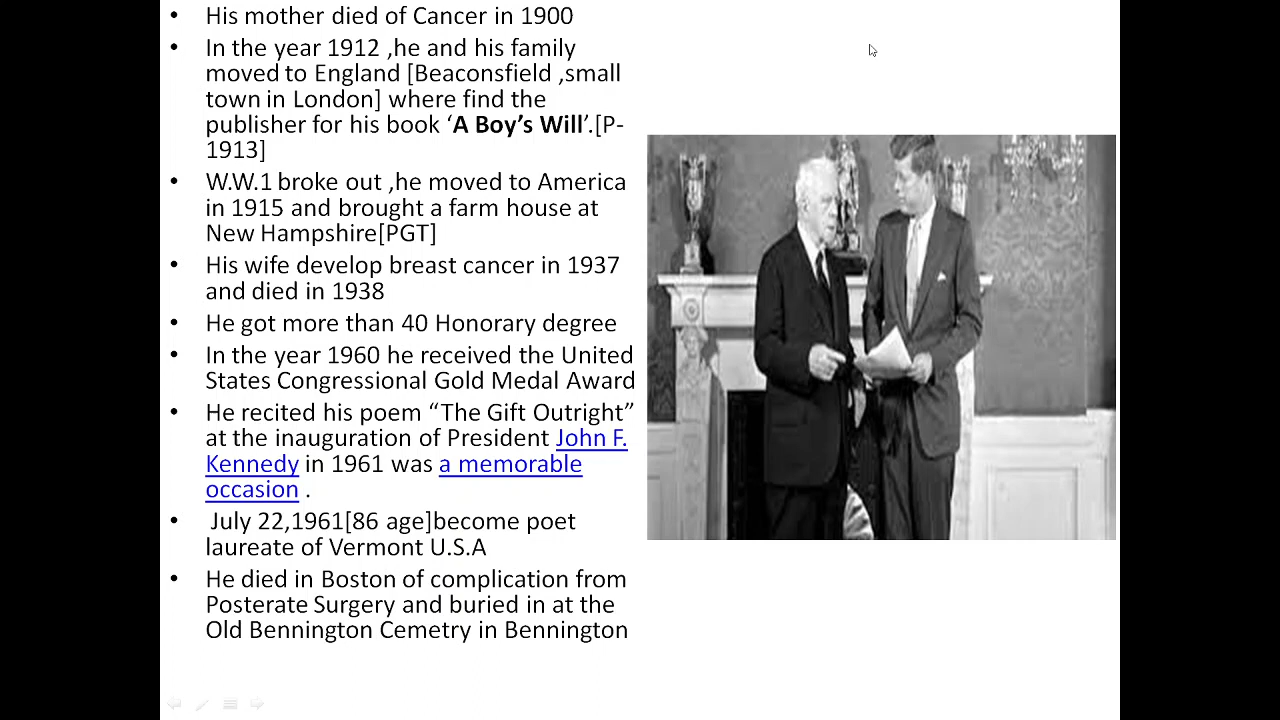 • His mother died of Cancer in 1900
• In the year 1912 ,he and his family
moved to England [Beaconsfield ,small
town in London] where find the
publisher for his book ‘A Boy’s Will’.[P-
1913]
• W.W.1 broke out ,he moved to America
in 1915 and brought a farm house at
New Hampshire[PGT]
• His wife develop breast cancer in 1937
and died in 1938
• He got more than 40 Honorary degree
• In the year 1960 he received the United
States Congressional Gold Medal Award
• He recited his poem “The Gift Outright”
at the inauguration of President John F.
Kennedy in 1961 was a memorable
occasion .
• July 22,1961[86 age]become poet
laureate of Vermont U.S.A
• He died in Boston of complication from
Posterate Surgery and buried in at the
Old Bennington Cemetry in Bennington